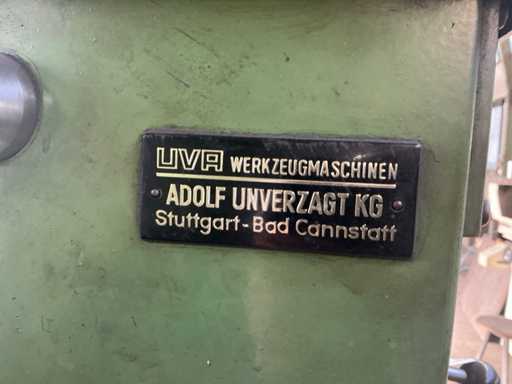 UVA WERKZEUGMASCHINEN
ADOLF UNVERZAGT KG
Stuttgart-Bad Cannstatt